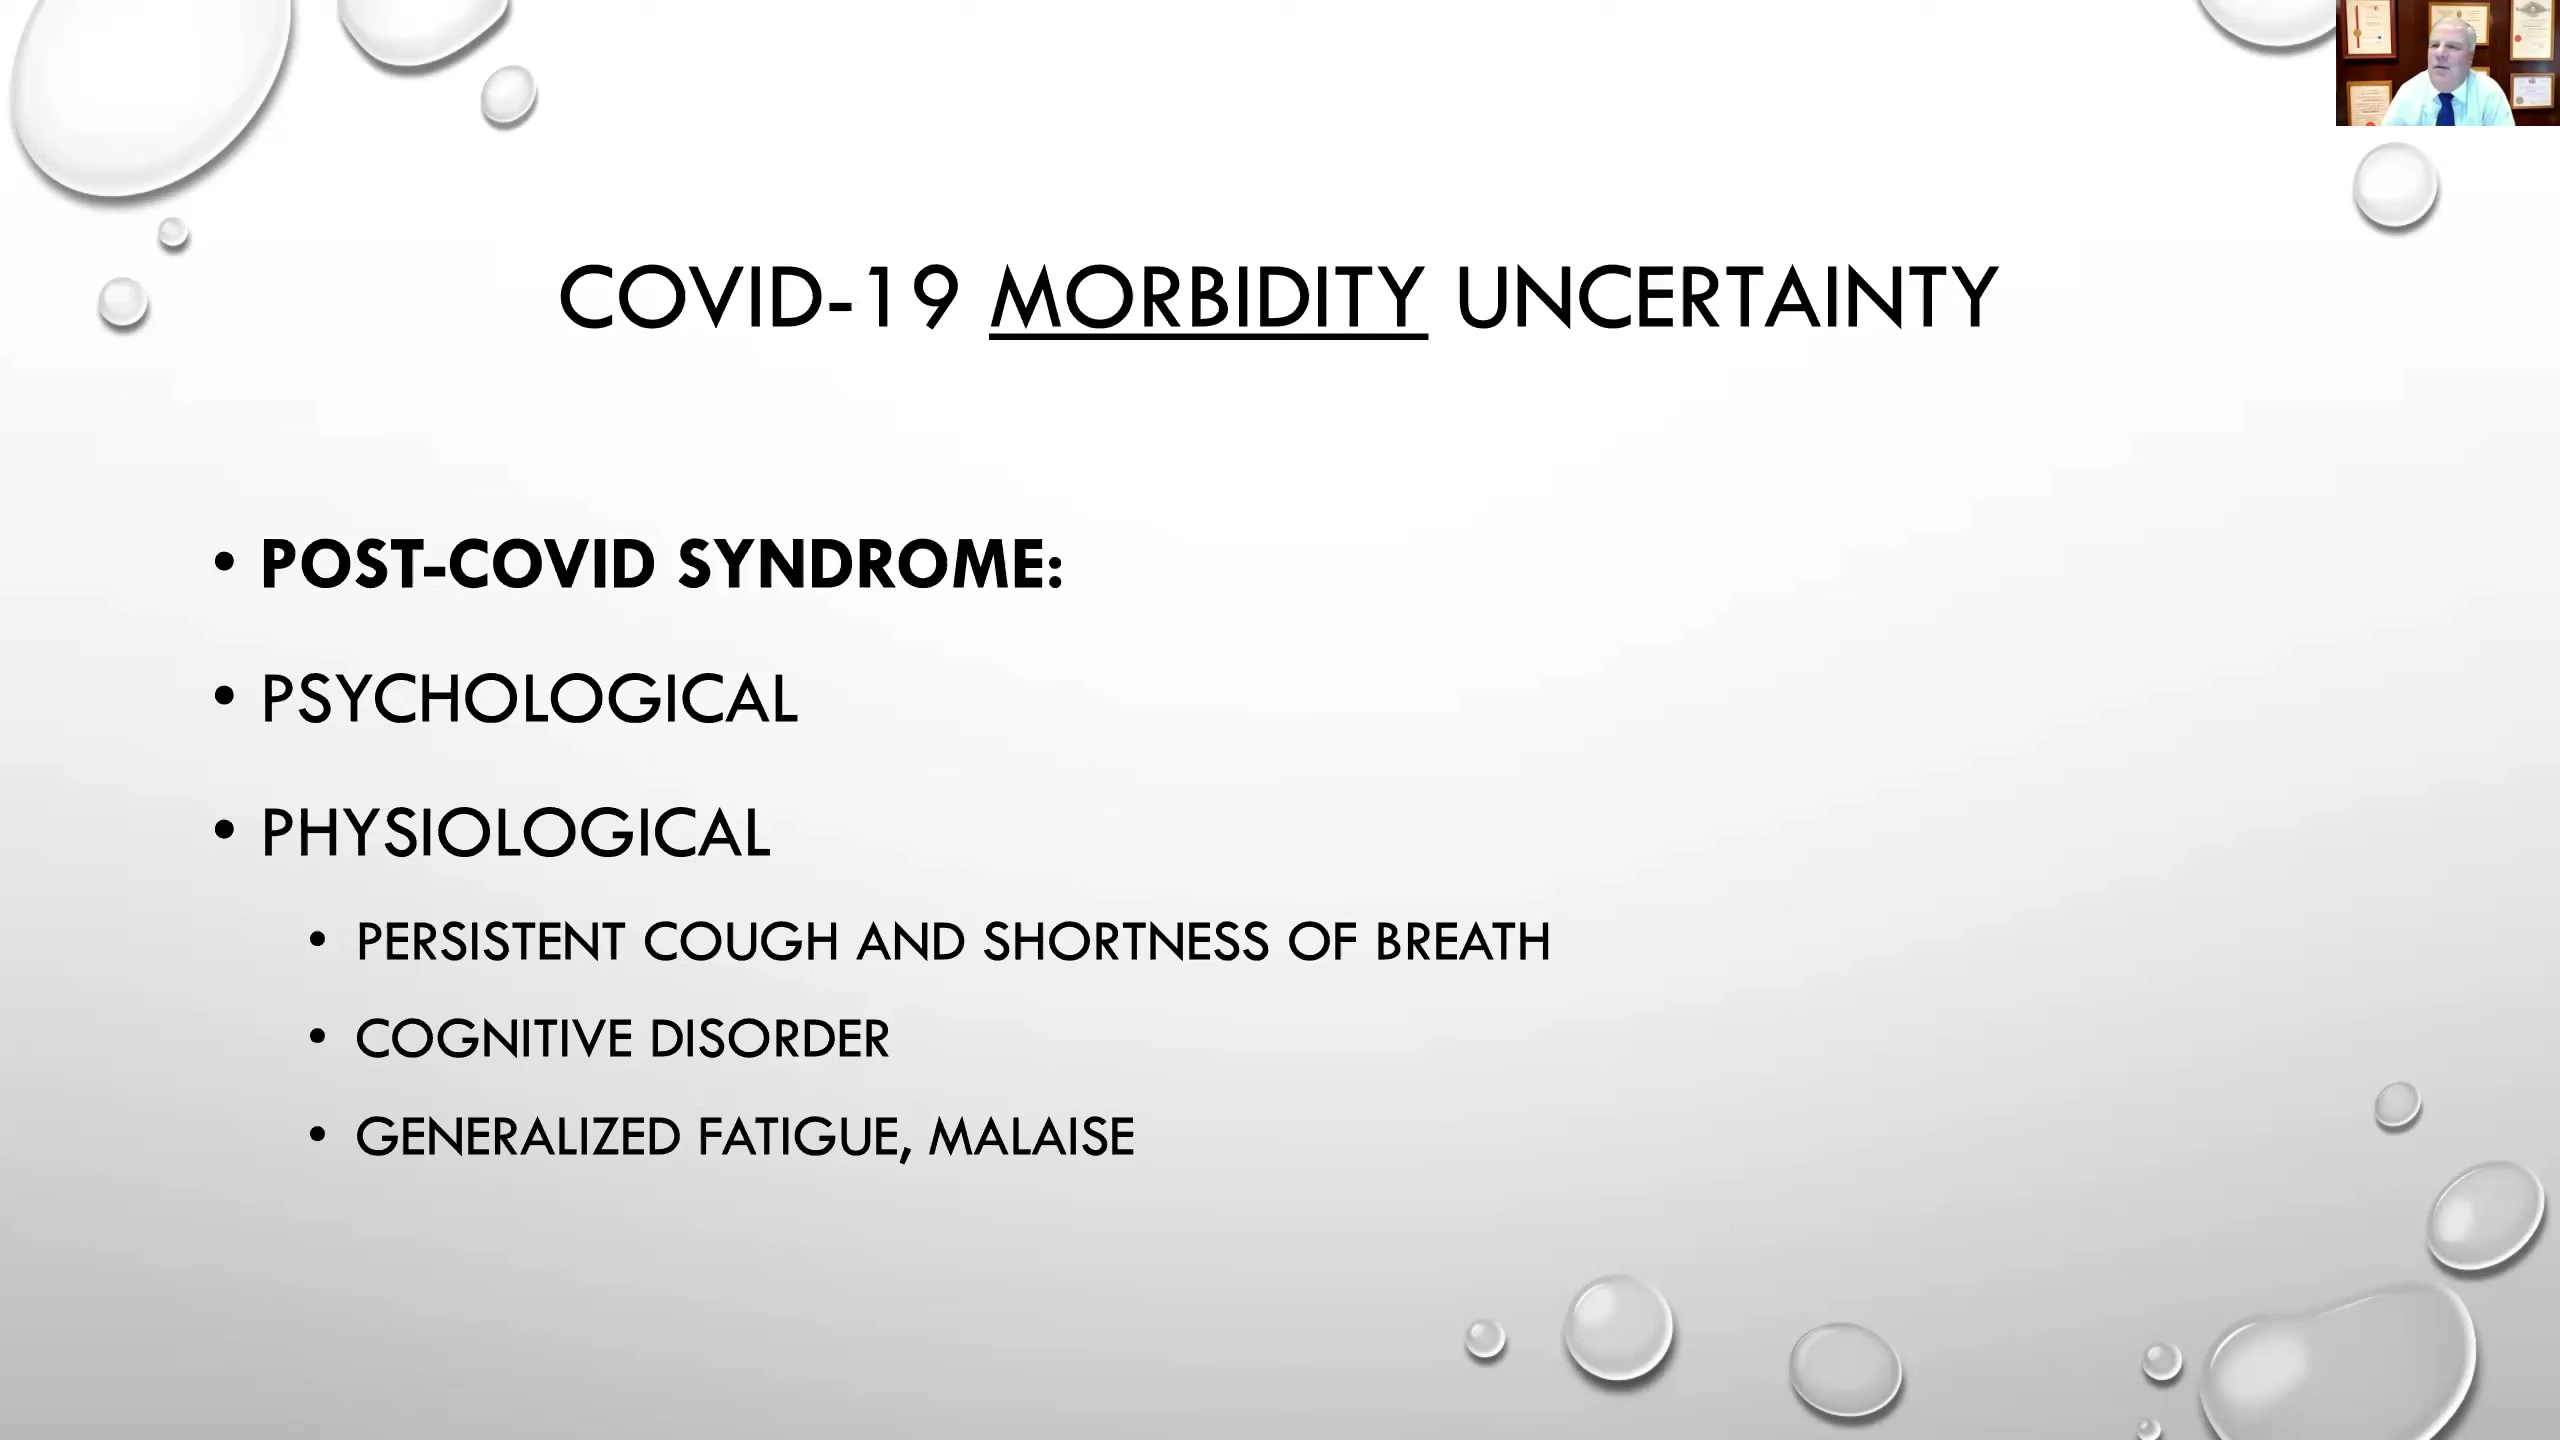 COVID-19 MORBIDITY UNCERTAINTY
• POST-COVID SYNDROME:
• PSYCHOLOGICAL
• PHYSIOLOGICAL
• PERSISTENT COUGH AND SHORTNESS OF BREATH
• COGNITIVE DISORDER
• GENERALIZED FATIGUE, MALAISE